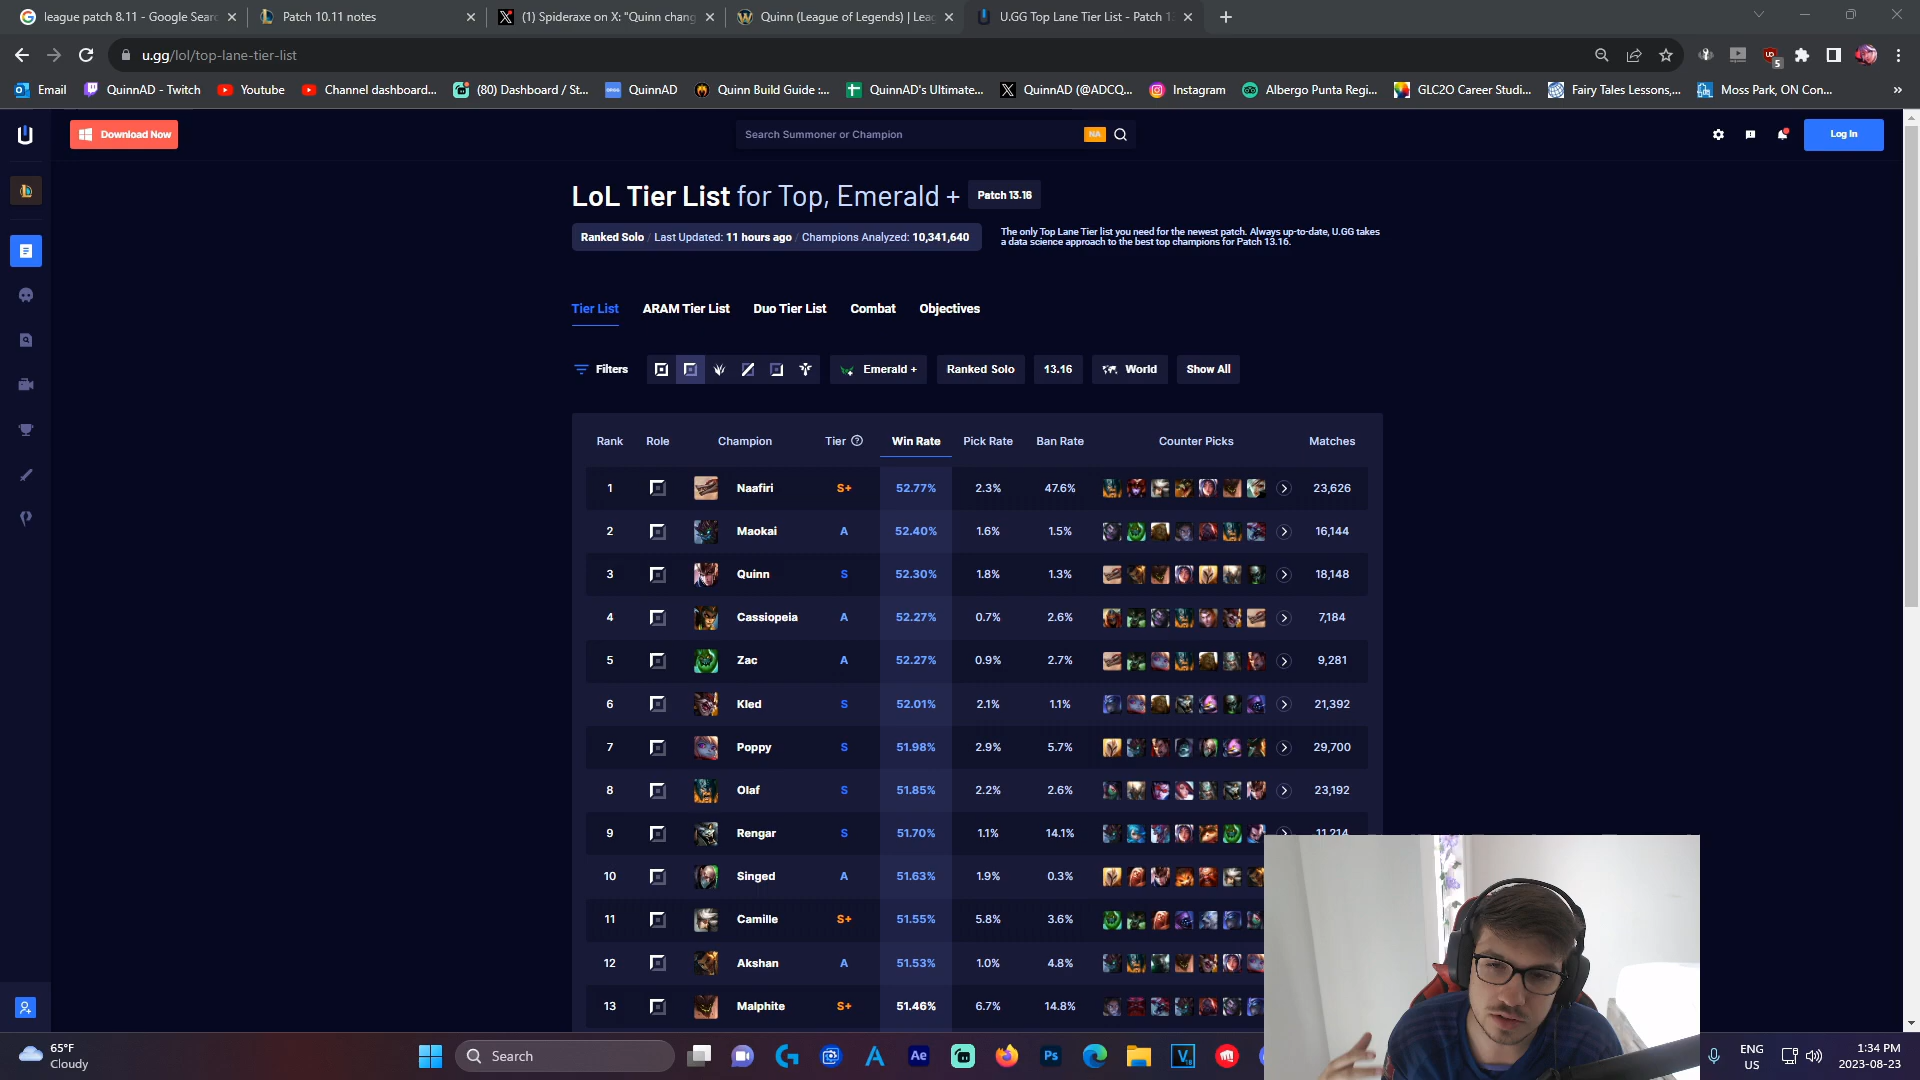 league patch 8.11 - Google Searc
Patch 10.11 notes
(1) Spideraxe on X: "Quinn chang
Quinn (League of Legends) | Leag
U.GG Top Lane Tier List - Patch 1
u.gg/lol/top-lane-tier-list
5
Email
QuinnAD - Twitch
Youtube
Channel dashboard...
(80) Dashboard / St...
QuinnAD
Quinn Build Guide :...
QuinnAD's Ultimate...
QuinnAD (@ADCQ...
Instagram
Albergo Punta Regi...
GLC2O Career Studi...
Fairy Tales Lessons,...
Moss Park, ON Con...
»
Download Now
Search Summoner or Champion
NA
Log In
LoL Tier List for Top, Emerald +
Patch 13.16
Ranked Solo / Last Updated: 11 hours ago / Champions Analyzed: 10,341,640
The only Top Lane Tier list you need for the newest patch. Always up-to-date, U.GG takes
a data science approach to the best top champions for Patch 13.16.
Tier List ARAM Tier List Duo Tier List Combat Objectives
Filters Emerald + Ranked Solo 13.16 World Show All
Rank Role Champion Tier ? Win Rate Pick Rate Ban Rate Counter Picks Matches
1 Naafiri S+ 52.77% 2.3% 47.6% 23,626
2 Maokai A 52.40% 1.6% 1.5% 16,144
3 Quinn S 52.30% 1.8% 1.3% 18,148
4 Cassiopeia A 52.27% 0.7% 2.6% 7,184
5 Zac A 52.27% 0.9% 2.7% 9,281
6 Kled S 52.01% 2.1% 1.1% 21,392
7 Poppy S 51.98% 2.9% 5.7% 29,700
8 Olaf S 51.85% 2.2% 2.6% 23,192
9 Rengar S 51.70% 1.1% 14.1% 11,214
10 Singed A 51.63% 1.9% 0.3%
11 Camille S+ 51.55% 5.8% 3.6%
12 Akshan A 51.53% 1.0% 4.8%
13 Malphite S+ 51.46% 6.7% 14.8%
65°F
Cloudy
Search
Ae
Ps
ENG
US
1:34 PM
2023-08-23